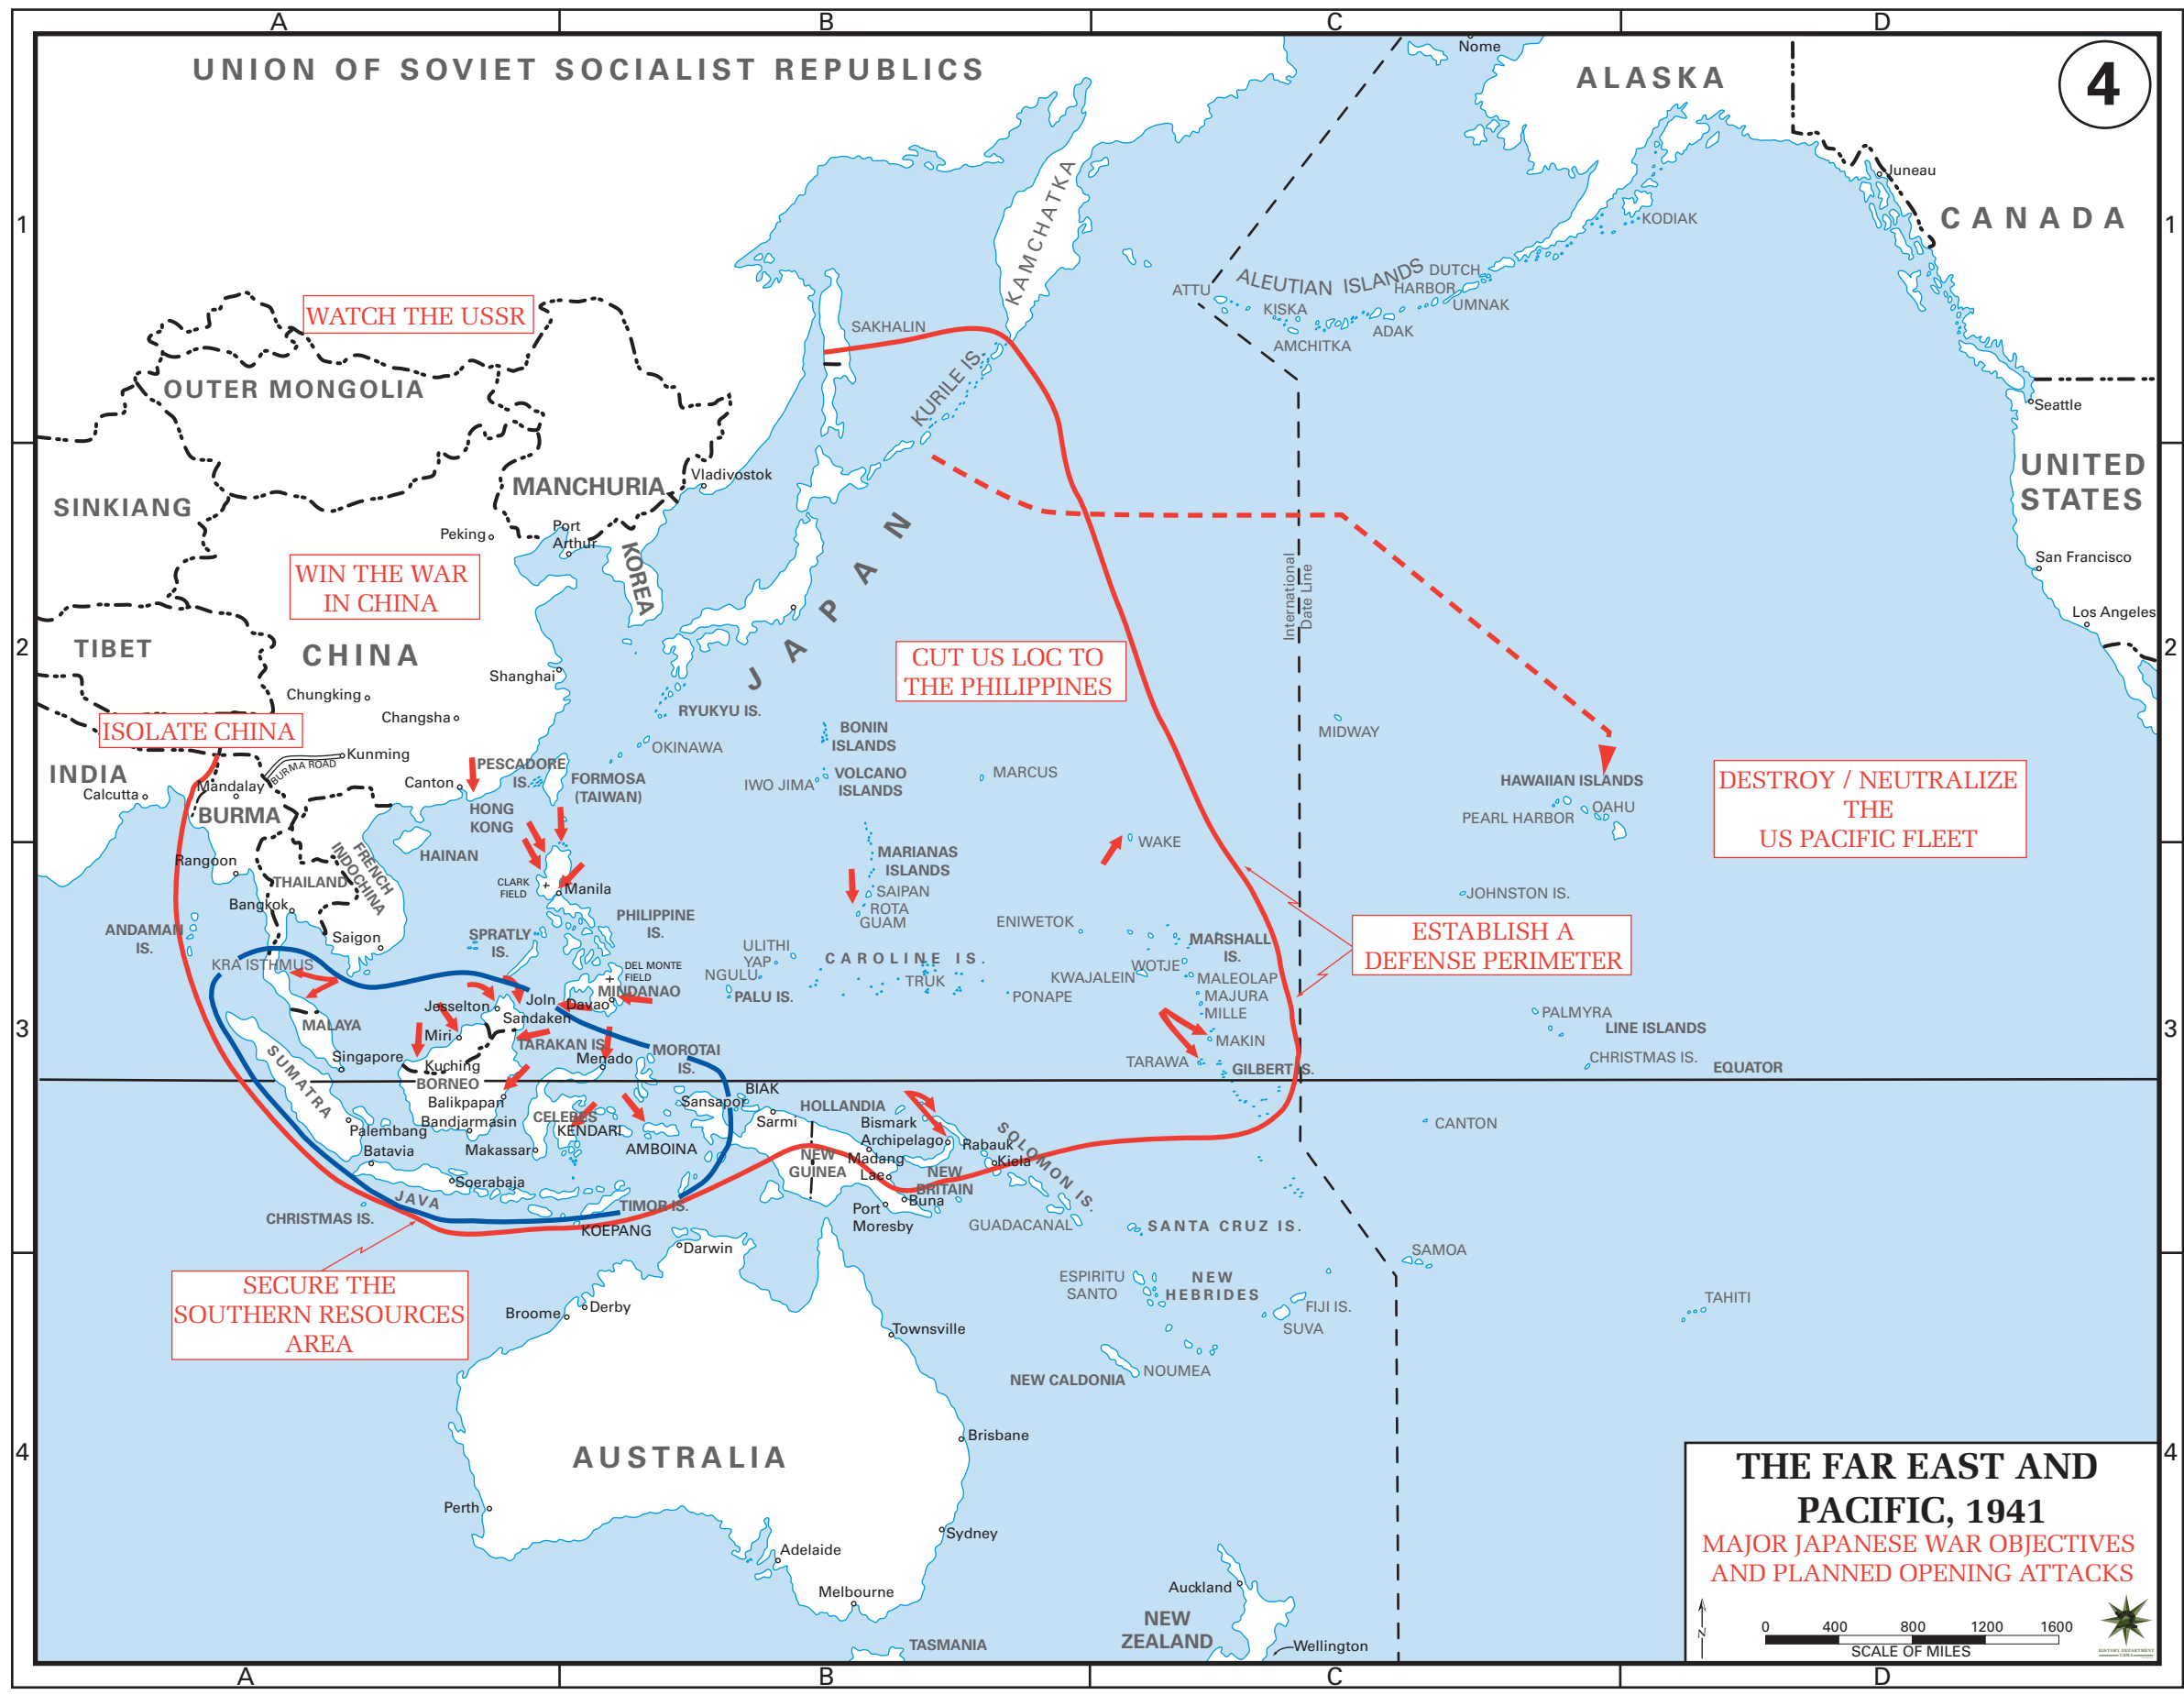 A
B
C
D
UNION OF SOVIET SOCIALIST REPUBLICS
Nome
ALASKA
4
Juneau
1
CANADA
1
KODIAK
KAMCHATKA
ALEUTIAN ISLANDS
DUTCH
HARBOR
ATTU
KISKA
UMNAK
ADAK
AMCHITKA
WATCH THE USSR
SAKHALIN
KURILE IS.
OUTER MONGOLIA
Seattle
UNITED
STATES
SINKIANG
MANCHURIA
Vladivostok
Peking
Port
Arthur
KOREA
JAPAN
San Francisco
International
Date Line
WIN THE WAR
IN CHINA
Los Angeles
2
TIBET
CHINA
2
CUT US LOC TO
THE PHILIPPINES
Shanghai
Chungking
Changsha
RYUKYU IS.
ISOLATE CHINA
BONIN
ISLANDS
MIDWAY
OKINAWA
Kunming
BURMA ROAD
INDIA
Calcutta
Mandalay
BURMA
Canton
PESCADORE
IS.
FORMOSA
(TAIWAN)
IWO JIMA
VOLCANO
ISLANDS
MARCUS
HAWAIIAN ISLANDS
OAHU
PEARL HARBOR
DESTROY / NEUTRALIZE
THE
US PACIFIC FLEET
HONG
KONG
HAINAN
WAKE
Rangoon
THAILAND
FRENCH
INDOCHINA
CLARK
FIELD
Manila
MARIANAS
ISLANDS
SAIPAN
ROTA
GUAM
JOHNSTON IS.
Bangkok
ANDAMAN
IS.
Saigon
SPRATLY
IS.
PHILIPPINE
IS.
ENIWETOK
ESTABLISH A
DEFENSE PERIMETER
KRA ISTHMUS
DEL MONTE
FIELD
ULITHI
YAP
NGULU
CAROLINE IS.
MARSHALL
IS.
WOTJE
KWAJALEIN
MALEOLAP
MAJURA
MILLE
MINDANAO
Davao
PALU IS.
TRUK
PONAPE
Jesselton
Joln
Sandakeh
PALMYRA
LINE ISLANDS
3
MALAYA
Miri
TARAKAN IS.
MAKIN
3
Singapore
Kuching
Menado
MOROTAI
IS.
TARAWA
GILBERT IS.
CHRISTMAS IS.
EQUATOR
SUMATRA
BORNEO
BIAK
Balikpapan
Sansapor
HOLLANDIA
Bandjarmasin
CELEBES
KENDARI
Sarmi
Bismark
Archipelago
Rabauk
SOLOMON IS.
CANTON
Palembang
Batavia
Makassar
AMBOINA
NEW
GUINEA
Madang
Lae
Kiela
NEW
BRITAIN
Soerabaja
JAVA
TIMOR IS.
Buna
Port
Moresby
CHRISTMAS IS.
KOEPANG
GUADACANAL
SANTA CRUZ IS.
Darwin
SAMOA
SECURE THE
SOUTHERN RESOURCES
AREA
ESPIRITU
SANTO
NEW
HEBRIDES
FIJI IS.
SUVA
TAHITI
Broome
Derby
Townsville
NEW CALDONIA
NOUMEA
4
AUSTRALIA
Brisbane
4
Perth
Sydney
Adelaide
Melbourne
TASMANIA
Auckland
NEW
ZEALAND
Wellington
THE FAR EAST AND
PACIFIC, 1941
MAJOR JAPANESE WAR OBJECTIVES
AND PLANNED OPENING ATTACKS
N
0 400 800 1200 1600
SCALE OF MILES
HISTORY DEPARTMENT
USMA
A
B
C
D